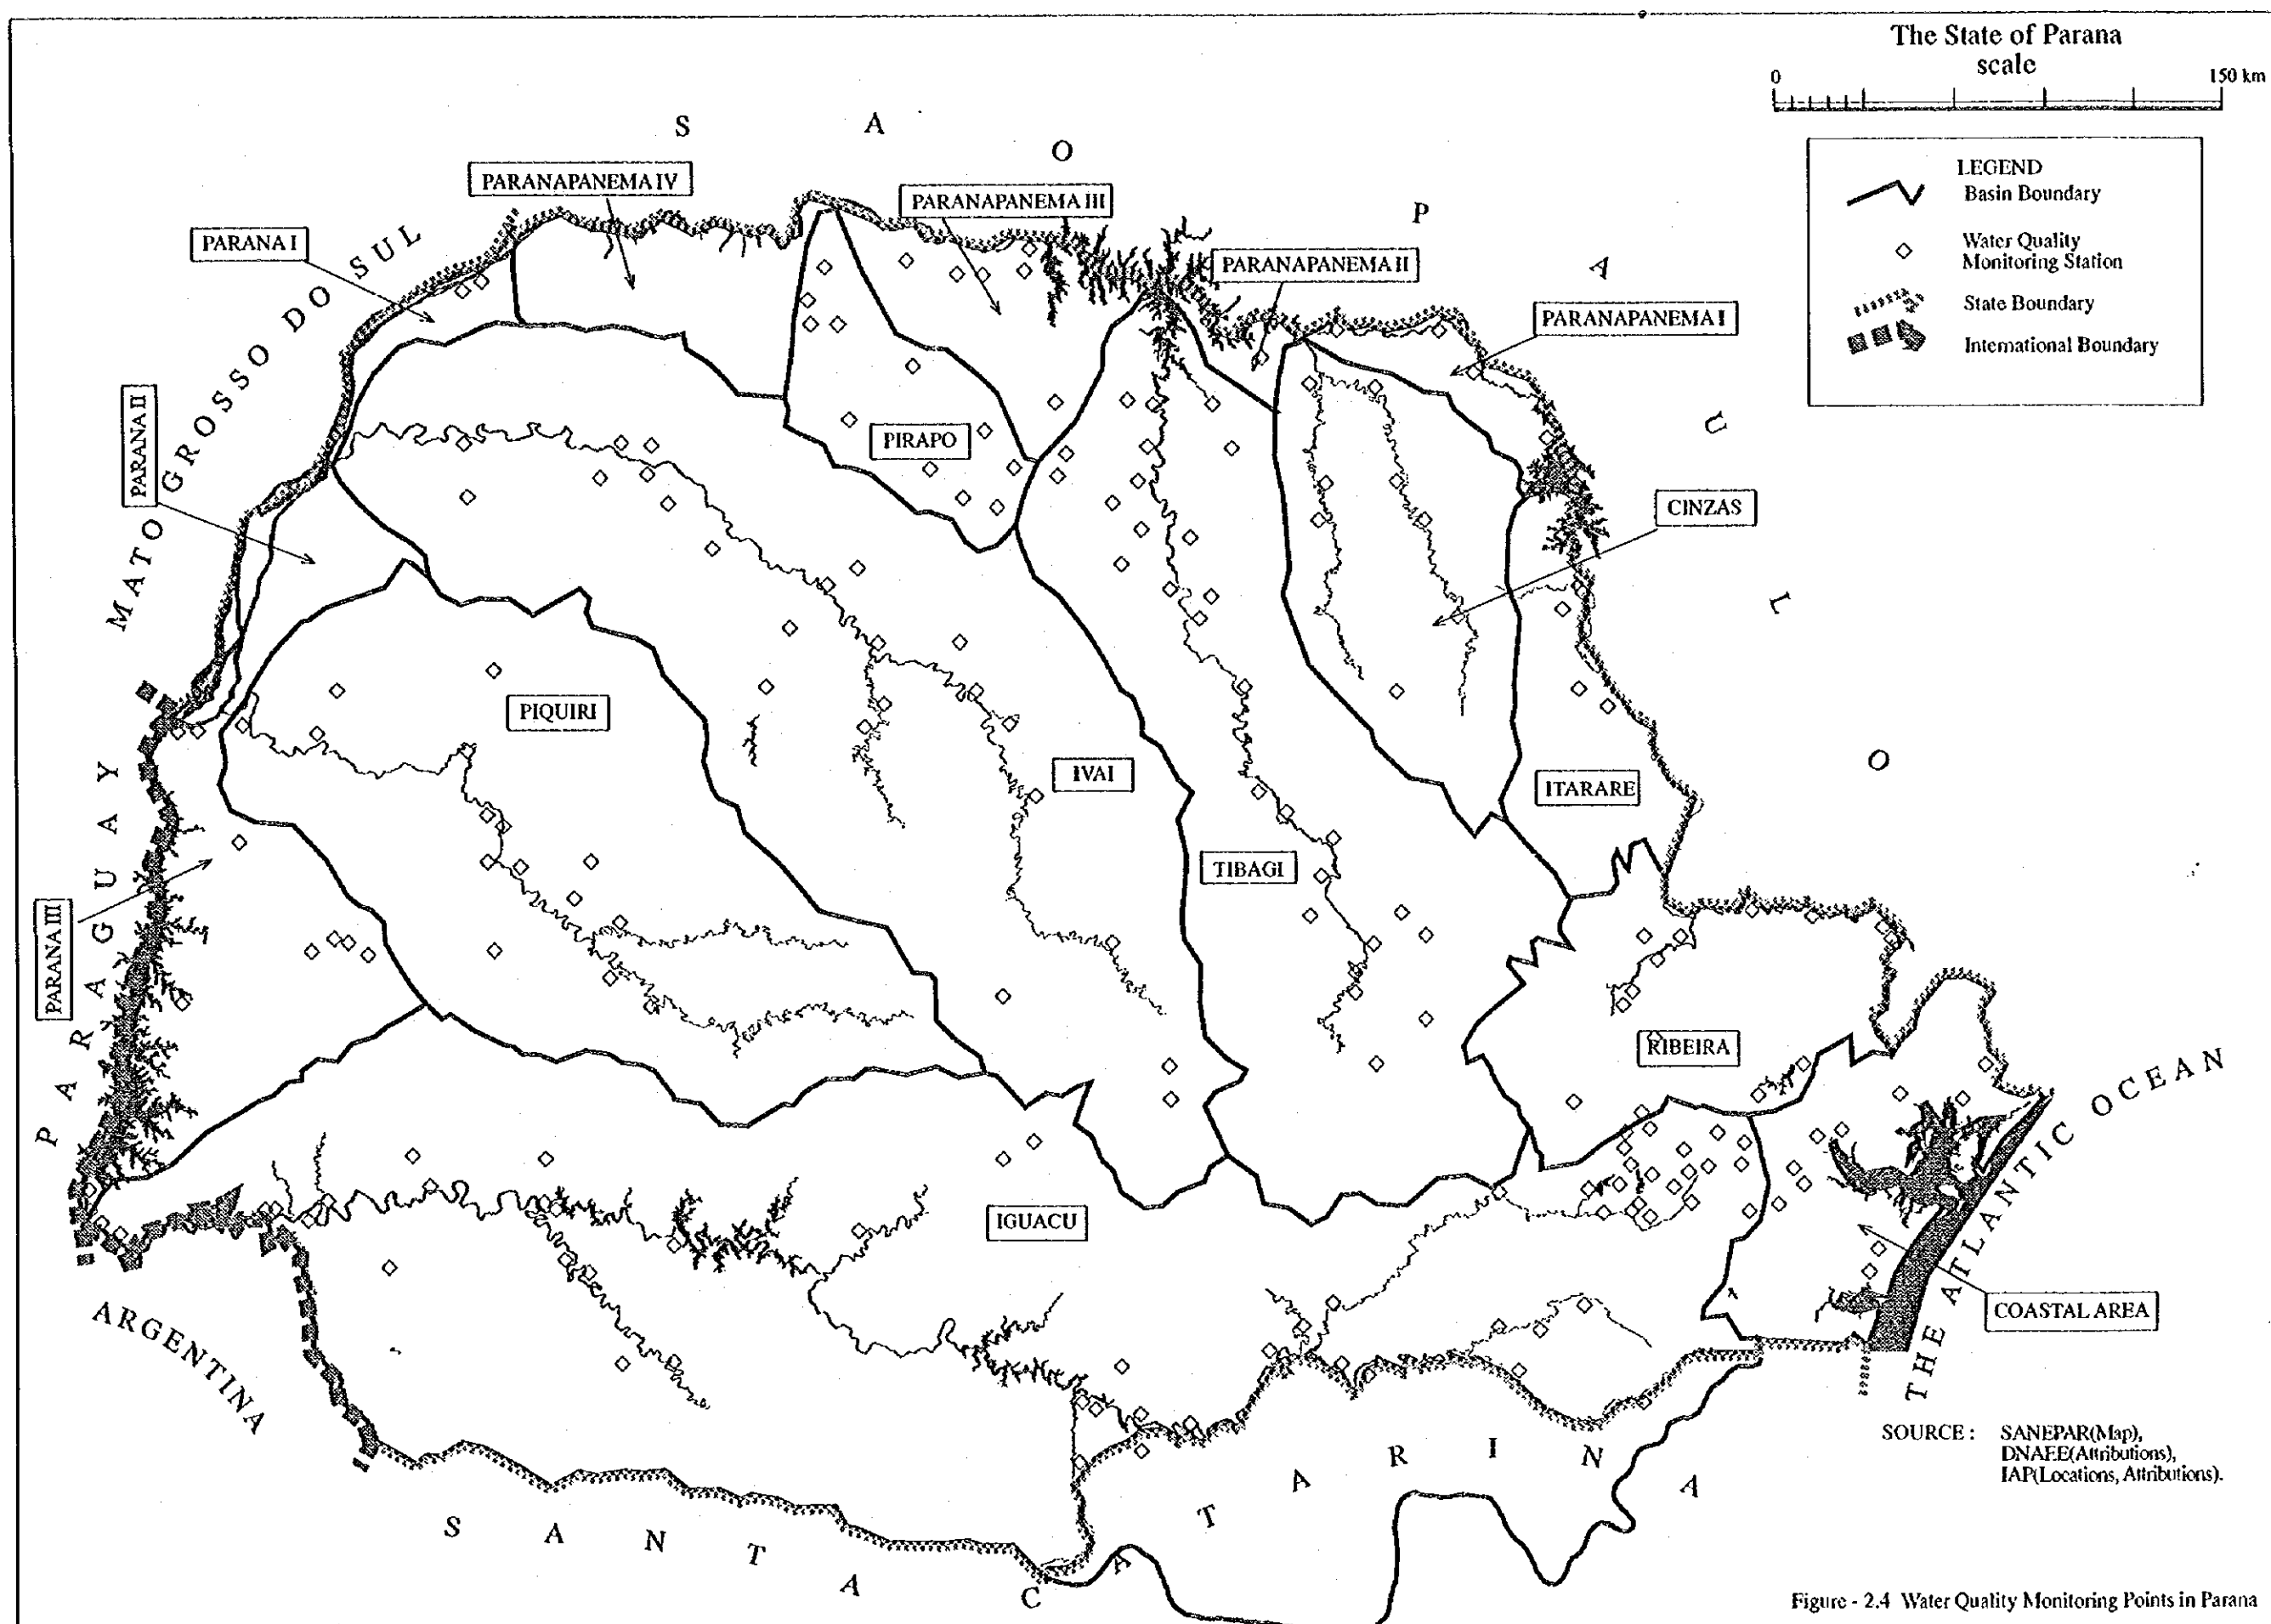 The State of Parana
scale
0 150 km
LEGEND
Basin Boundary
Water Quality
Monitoring Station
State Boundary
International Boundary
SAO PAULO
MATO GROSSO DO SUL
PARAGUAY
ARGENTINA
SANTA CATARINA
THE ATLANTIC OCEAN
PARANAPANEMA IV
PARANAPANEMA III
PARANA I
PARANAPANEMA II
PARANAPANEMA I
PARANA II
PIRAPO
CINZAS
PIQUIRI
IVAI
ITARARE
TIBAGI
PARANA III
RIBEIRA
IGUACU
COASTAL AREA
SOURCE : SANEPAR(Map),
DNAEE(Attributions),
IAP(Locations, Attributions).
Figure - 2.4 Water Quality Monitoring Points in Parana